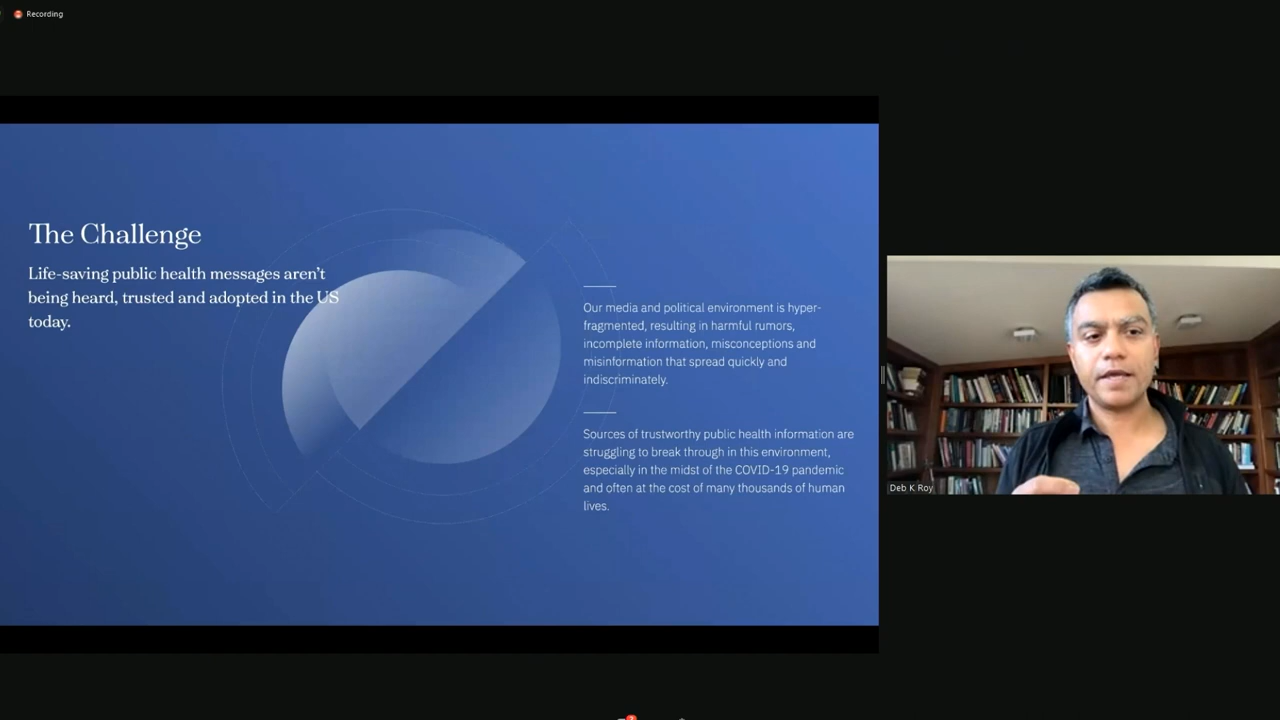 Recording
The Challenge
Life-saving public health messages aren't
being heard, trusted and adopted in the US
today.
Our media and political environment is hyper-
fragmented, resulting in harmful rumors,
incomplete information, misconceptions and
misinformation that spread quickly and
indiscriminately.
Sources of trustworthy public health information are
struggling to break through in this environment,
especially in the midst of the COVID-19 pandemic
and often at the cost of many thousands of human
lives.
Deb K Roy